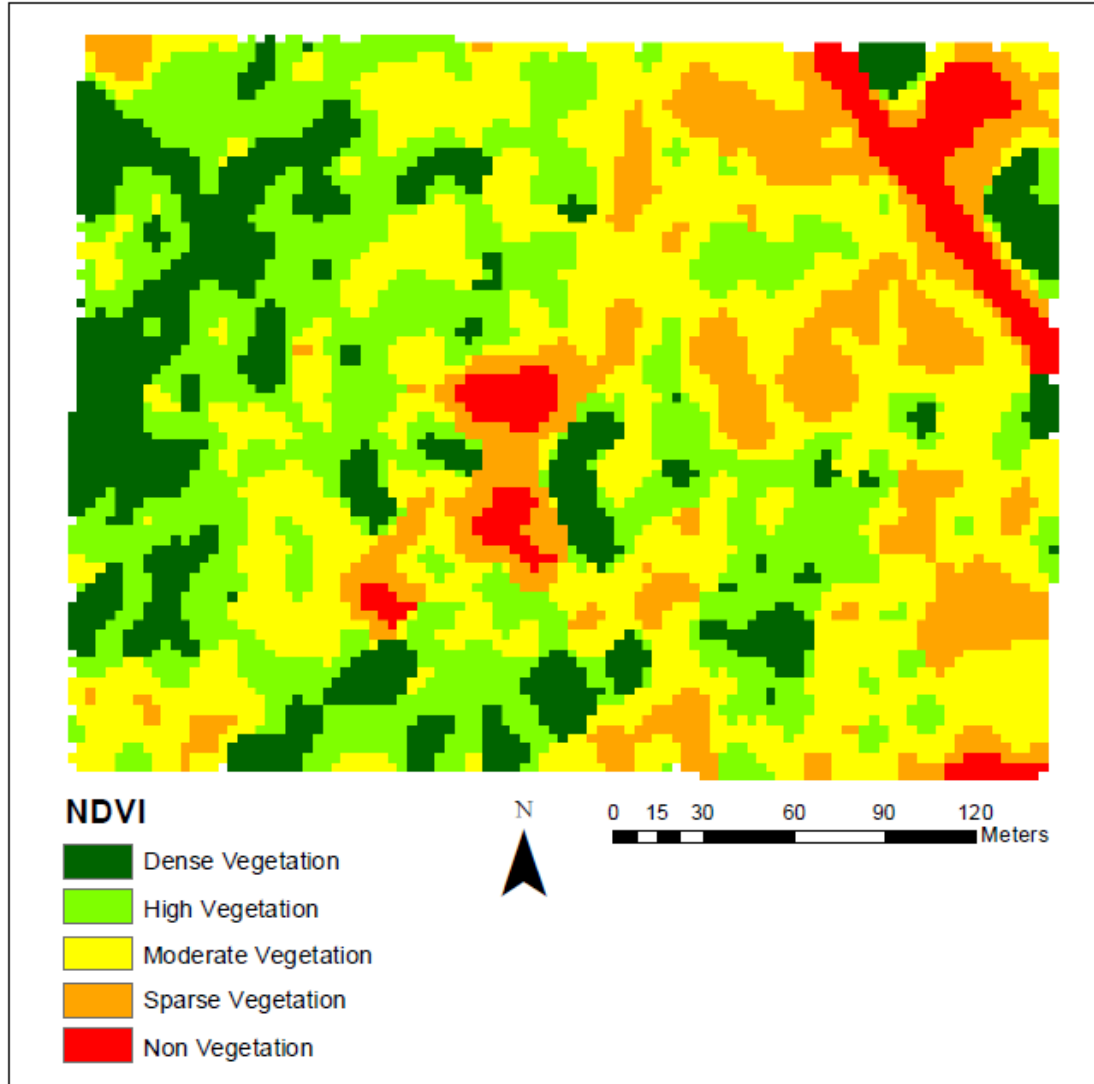 NDVI
Dense Vegetation
High Vegetation
Moderate Vegetation
Sparse Vegetation
Non Vegetation
N
0 15 30 60 90 120
Meters